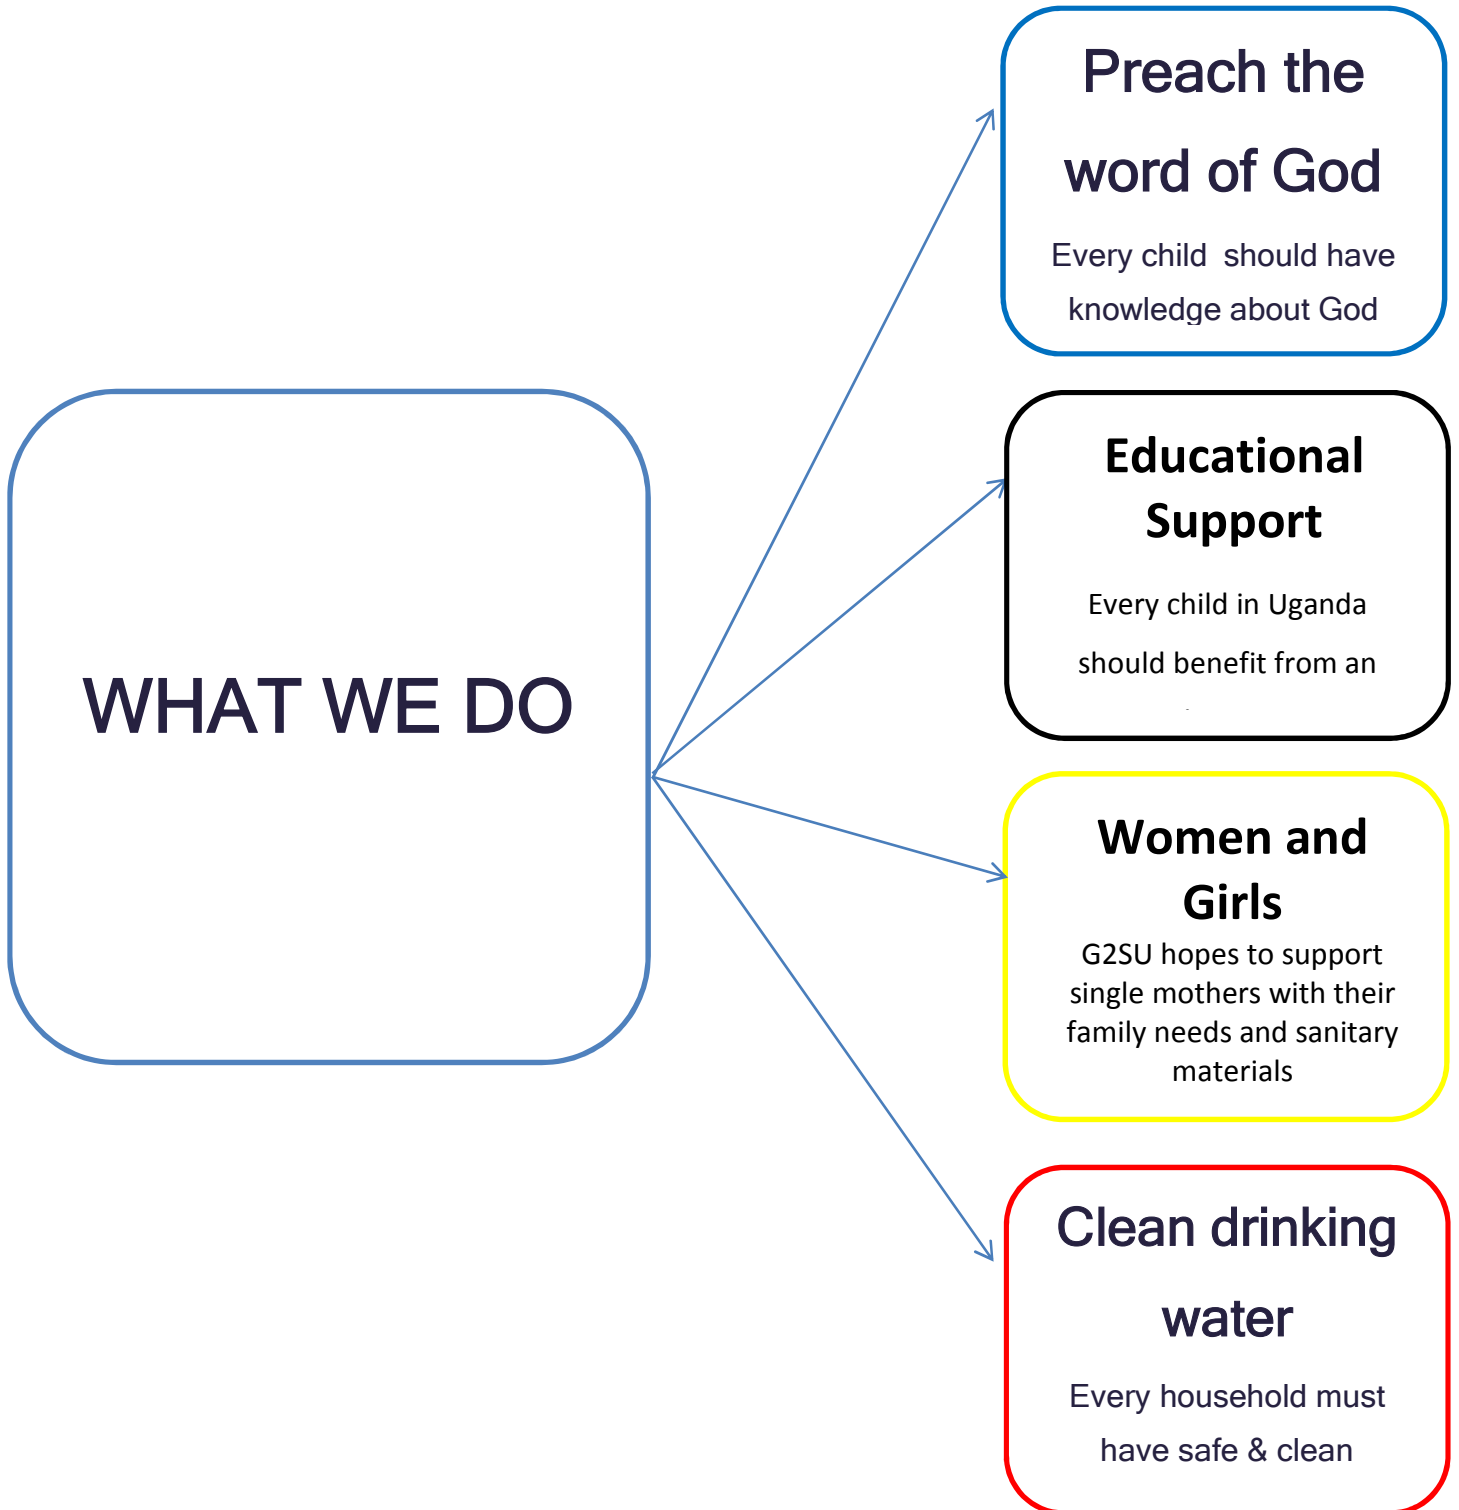 WHAT WE DO
Preach the
word of God
Every child  should have
knowledge about God
Educational
Support
Every child in Uganda
should benefit from an
Women and
Girls
G2SU hopes to support
single mothers with their
family needs and sanitary
materials
Clean drinking
water
Every household must
have safe & clean